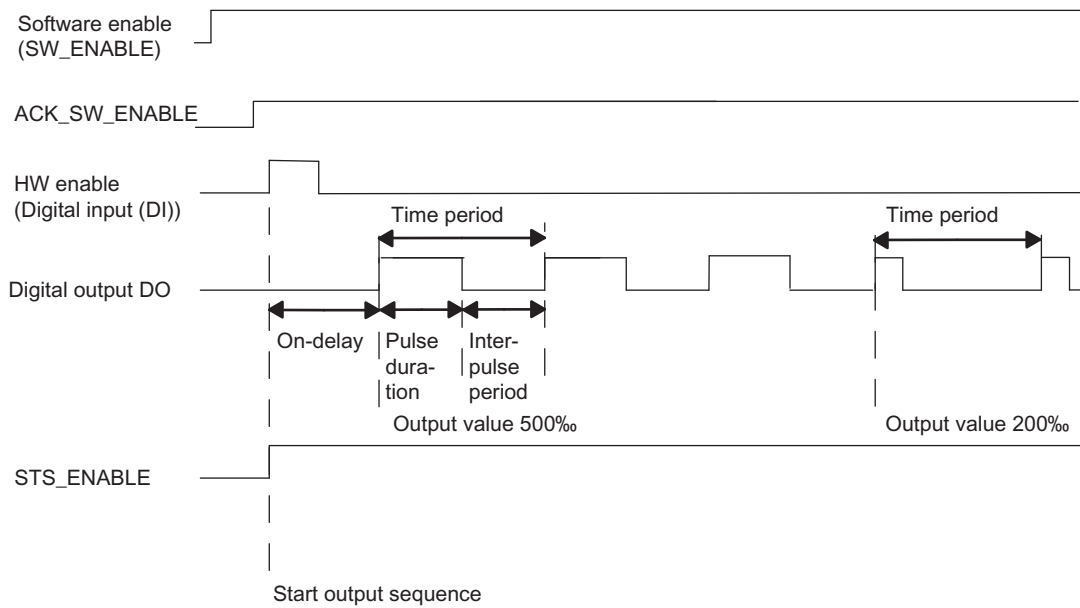 Software enable
(SW_ENABLE)
ACK_SW_ENABLE
HW enable
(Digital input (DI))
Time period
Time period
Digital output DO
On-delay
Pulse
dura-
tion
Inter-
pulse
period
Output value 500‰
Output value 200‰
STS_ENABLE
Start output sequence